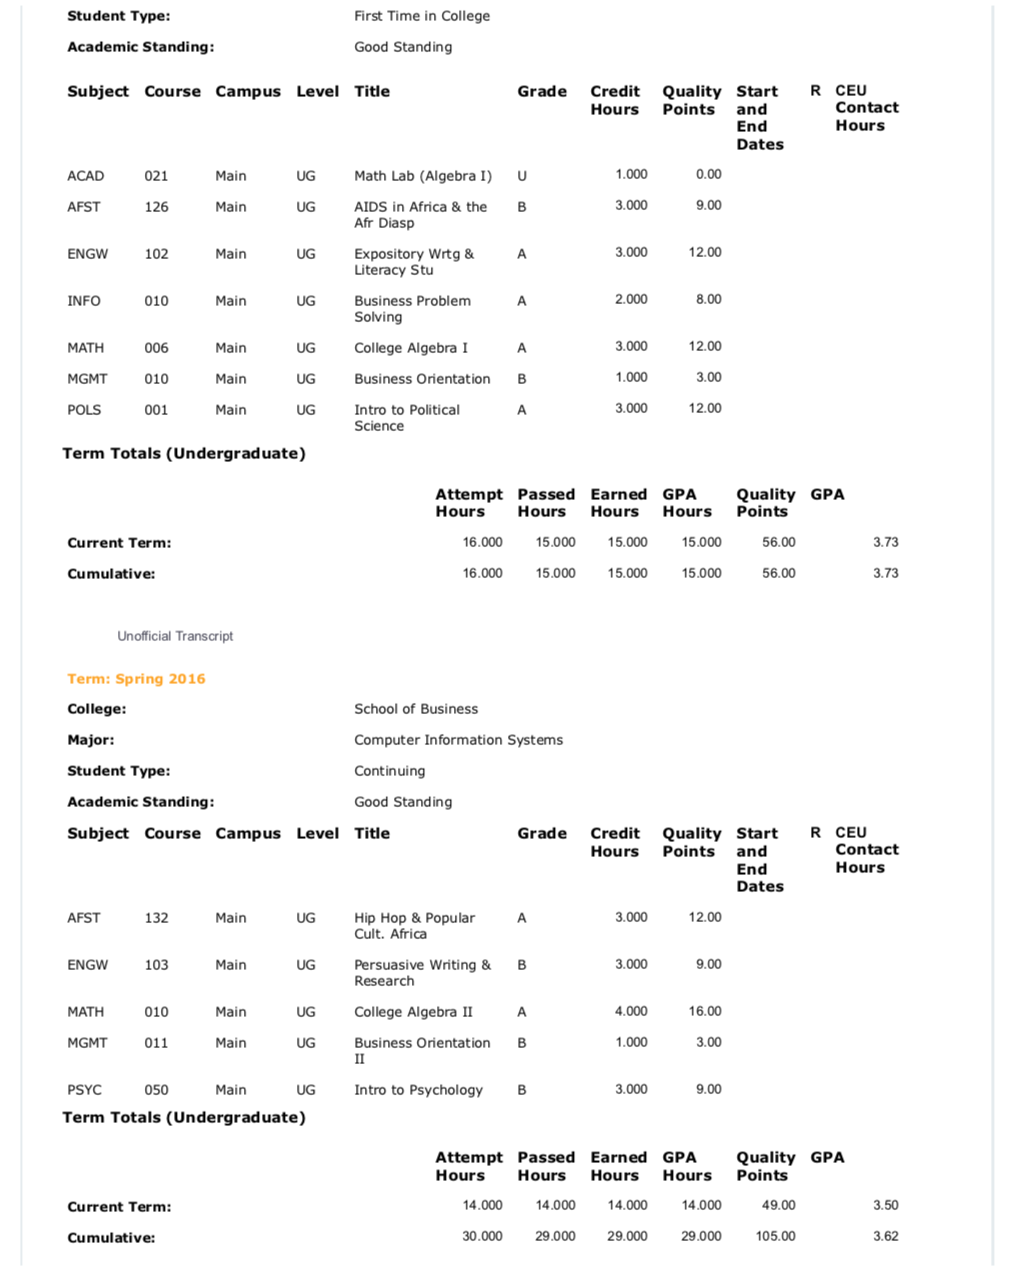 Student Type: First Time in College
Academic Standing: Good Standing
Subject Course Campus Level Title Grade Credit Hours Quality Points Start and End Dates R CEU Contact Hours
ACAD 021 Main UG Math Lab (Algebra I) U 1.000 0.00
AFST 126 Main UG AIDS in Africa & the Afr Diasp B 3.000 9.00
ENGW 102 Main UG Expository Wrtg & Literacy Stu A 3.000 12.00
INFO 010 Main UG Business Problem Solving A 2.000 8.00
MATH 006 Main UG College Algebra I A 3.000 12.00
MGMT 010 Main UG Business Orientation B 1.000 3.00
POLS 001 Main UG Intro to Political Science A 3.000 12.00
Term Totals (Undergraduate)
Attempt Hours Passed Hours Earned Hours GPA Hours Quality Points GPA
Current Term: 16.000 15.000 15.000 15.000 56.00 3.73
Cumulative: 16.000 15.000 15.000 15.000 56.00 3.73
Unofficial Transcript
Term: Spring 2016
College: School of Business
Major: Computer Information Systems
Student Type: Continuing
Academic Standing: Good Standing
Subject Course Campus Level Title Grade Credit Hours Quality Points Start and End Dates R CEU Contact Hours
AFST 132 Main UG Hip Hop & Popular Cult. Africa A 3.000 12.00
ENGW 103 Main UG Persuasive Writing & Research B 3.000 9.00
MATH 010 Main UG College Algebra II A 4.000 16.00
MGMT 011 Main UG Business Orientation II B 1.000 3.00
PSYC 050 Main UG Intro to Psychology B 3.000 9.00
Term Totals (Undergraduate)
Attempt Hours Passed Hours Earned Hours GPA Hours Quality Points GPA
Current Term: 14.000 14.000 14.000 14.000 49.00 3.50
Cumulative: 30.000 29.000 29.000 29.000 105.00 3.62